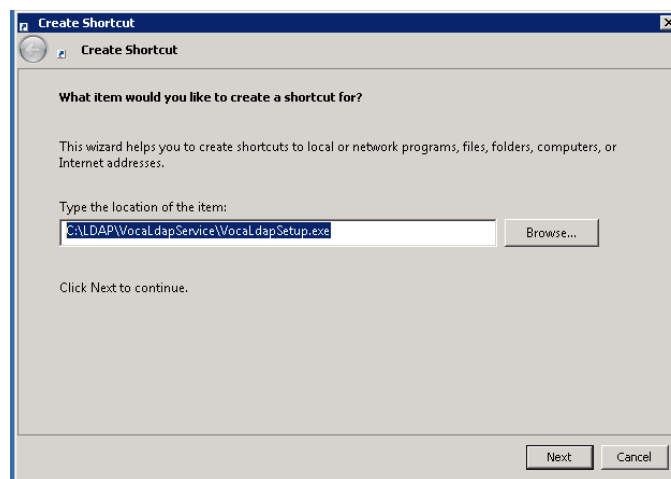 Create Shortcut
Create Shortcut
What item would you like to create a shortcut for?
This wizard helps you to create shortcuts to local or network programs, files, folders, computers, or
Internet addresses.
Type the location of the item:
C:\LDAP\VocaLdapService\VocaLdapSetup.exe
Browse...
Click Next to continue.
Next
Cancel